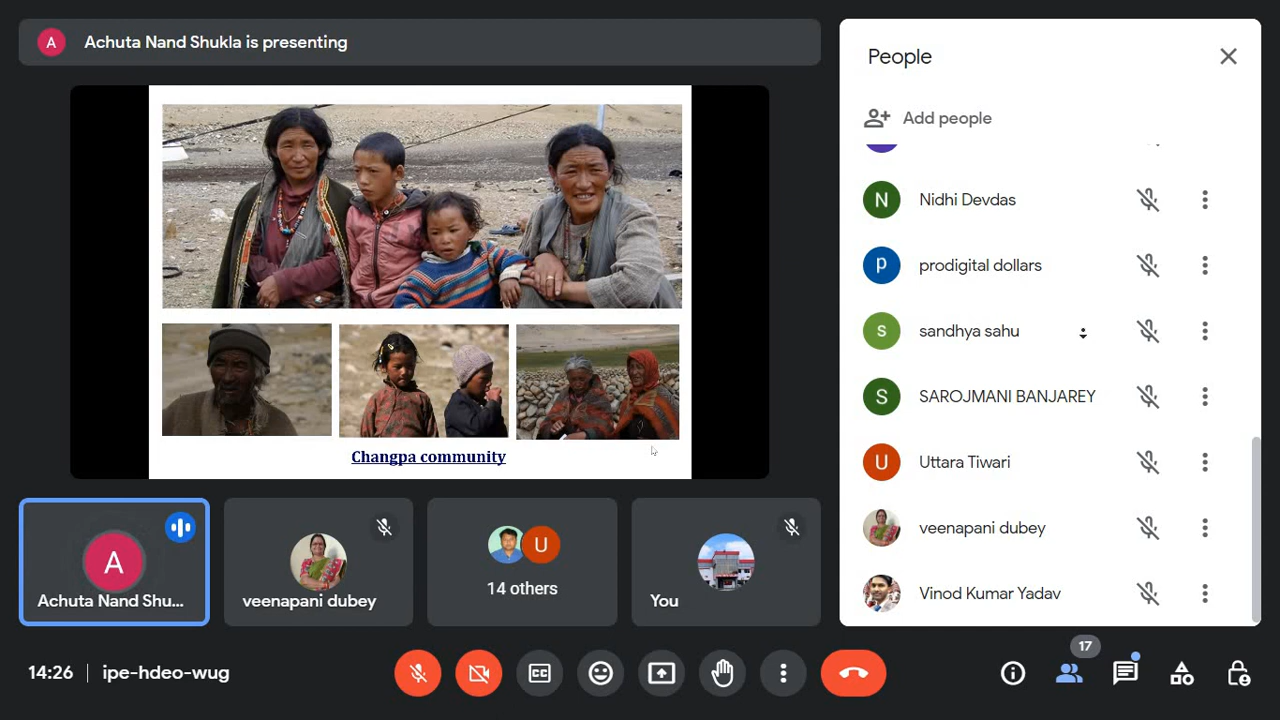 A Achuta Nand Shukla is presenting
Changpa community
A
Achuta Nand Shu...
veenapani dubey
U
14 others
You
People
Add people
N Nidhi Devdas
p prodigital dollars
s sandhya sahu
S SAROJMANI BANJAREY
U Uttara Tiwari
veenapani dubey
Vinod Kumar Yadav
14:26 | ipe-hdeo-wug
CC
17